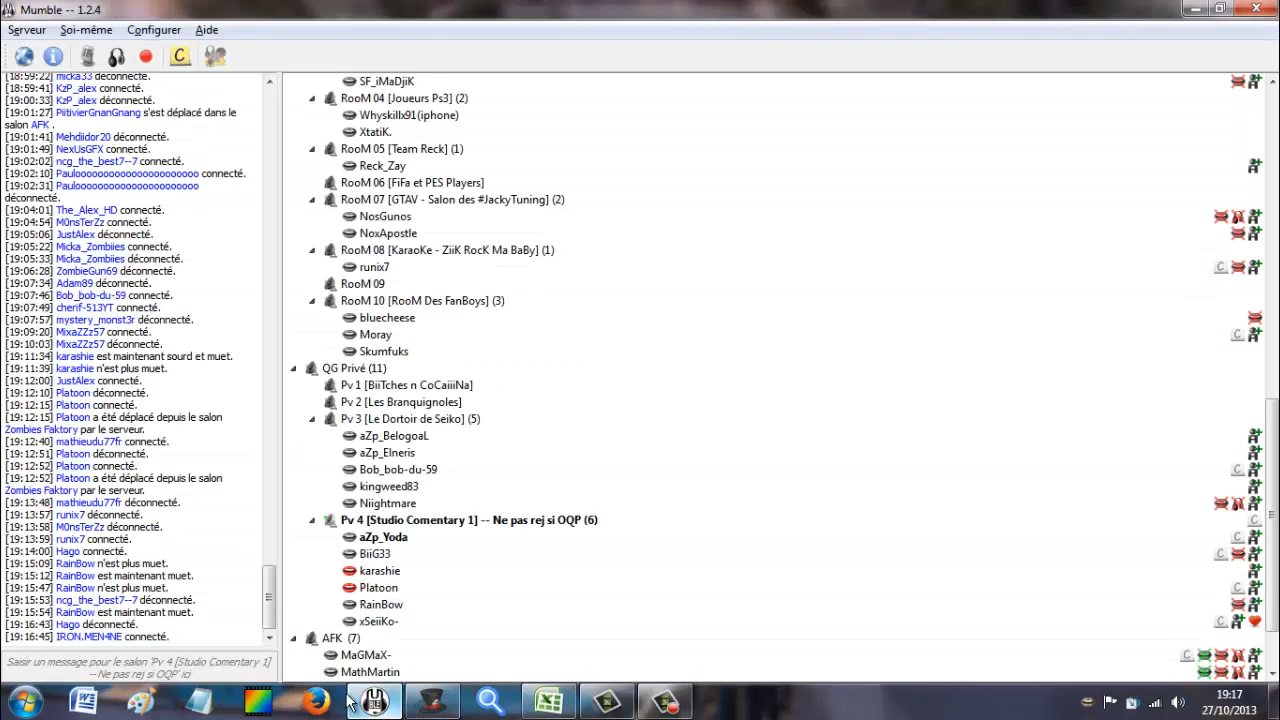 Mumble -- 1.2.4
Serveur Soi-même Configurer Aide
[18:59:22] micka33 déconnecté.
[18:59:41] KzP_alex connecté.
[19:00:33] KzP_alex déconnecté.
[19:01:27] PiitivierGnanGnang s'est déplacé dans le
salon AFK .
[19:01:41] Mehdiidor20 déconnecté.
[19:01:49] NexUsGFX déconnecté.
[19:02:02] ncg_the_best7--7 connecté.
[19:02:10] Paulooooooooooooooooooooooo connecté.
[19:02:31] Paulooooooooooooooooooooooo
déconnecté.
[19:04:01] The_Alex_HD connecté.
[19:04:54] M0nsTerZz connecté.
[19:05:06] JustAlex déconnecté.
[19:05:22] Micka_Zombiies connecté.
[19:05:33] Micka_Zombiies déconnecté.
[19:06:28] ZombieGun69 déconnecté.
[19:07:34] Adam89 déconnecté.
[19:07:46] Bob_bob-du-59 connecté.
[19:07:49] cherif-513YT connecté.
[19:07:57] mystery_monst3r déconnecté.
[19:09:20] MixaZZz57 connecté.
[19:10:03] MixaZZz57 déconnecté.
[19:11:34] karashie est maintenant sourd et muet.
[19:11:39] karashie n'est plus muet.
[19:12:00] JustAlex connecté.
[19:12:10] Platoon déconnecté.
[19:12:15] Platoon connecté.
[19:12:15] Platoon a été déplacé depuis le salon
Zombies Faktory par le serveur.
[19:12:40] mathieudu77fr connecté.
[19:12:51] Platoon déconnecté.
[19:12:52] Platoon connecté.
[19:12:52] Platoon a été déplacé depuis le salon
Zombies Faktory par le serveur.
[19:13:48] mathieudu77fr déconnecté.
[19:13:57] runix7 déconnecté.
[19:13:58] M0nsTerZz déconnecté.
[19:13:59] runix7 connecté.
[19:14:00] Hago connecté.
[19:15:09] RainBow n'est plus muet.
[19:15:12] RainBow est maintenant muet.
[19:15:47] RainBow n'est plus muet.
[19:15:53] ncg_the_best7--7 déconnecté.
[19:15:54] RainBow est maintenant muet.
[19:16:43] Hago déconnecté.
[19:16:45] IRON.MEN4NE connecté.
Saisir un message pour le salon 'Pv 4 [Studio Comentary 1]
-- Ne pas rej si OQP' ici
SF_iMaDjiK
RooM 04 [Joueurs Ps3] (2)
Whyskillx91(iphone)
XtatiK.
RooM 05 [Team Reck] (1)
Reck_Zay
RooM 06 [FiFa et PES Players]
RooM 07 [GTAV - Salon des #JackyTuning] (2)
NosGunos
NoxApostle
RooM 08 [KaraoKe - ZiiK RocK Ma BaBy] (1)
runix7
RooM 09
RooM 10 [RooM Des FanBoys] (3)
bluecheese
Moray
Skumfuks
QG Privé (11)
Pv 1 [BiiTches n CoCaiiiNa]
Pv 2 [Les Branquignoles]
Pv 3 [Le Dortoir de Seiko] (5)
aZp_BelogoaL
aZp_Elneris
Bob_bob-du-59
kingweed83
Niightmare
Pv 4 [Studio Comentary 1] -- Ne pas rej si OQP (6)
aZp_Yoda
BiiG33
karashie
Platoon
RainBow
xSeiiKo-
AFK (7)
MaGMaX-
MathMartin
19:17
27/10/2013